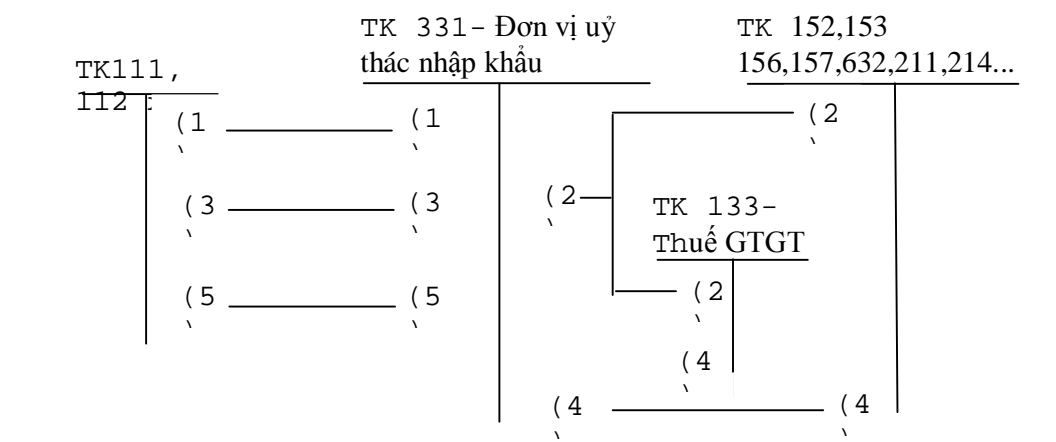 TK 331- Đơn vị uỷ
thác nhập khẩu
TK 152,153
156,157,632,211,214...
TK111,
112
(1
(1
(2
(3
(3
(2
TK 133-
Thuế GTGT
(5
(5
(2
(4
(4
(4